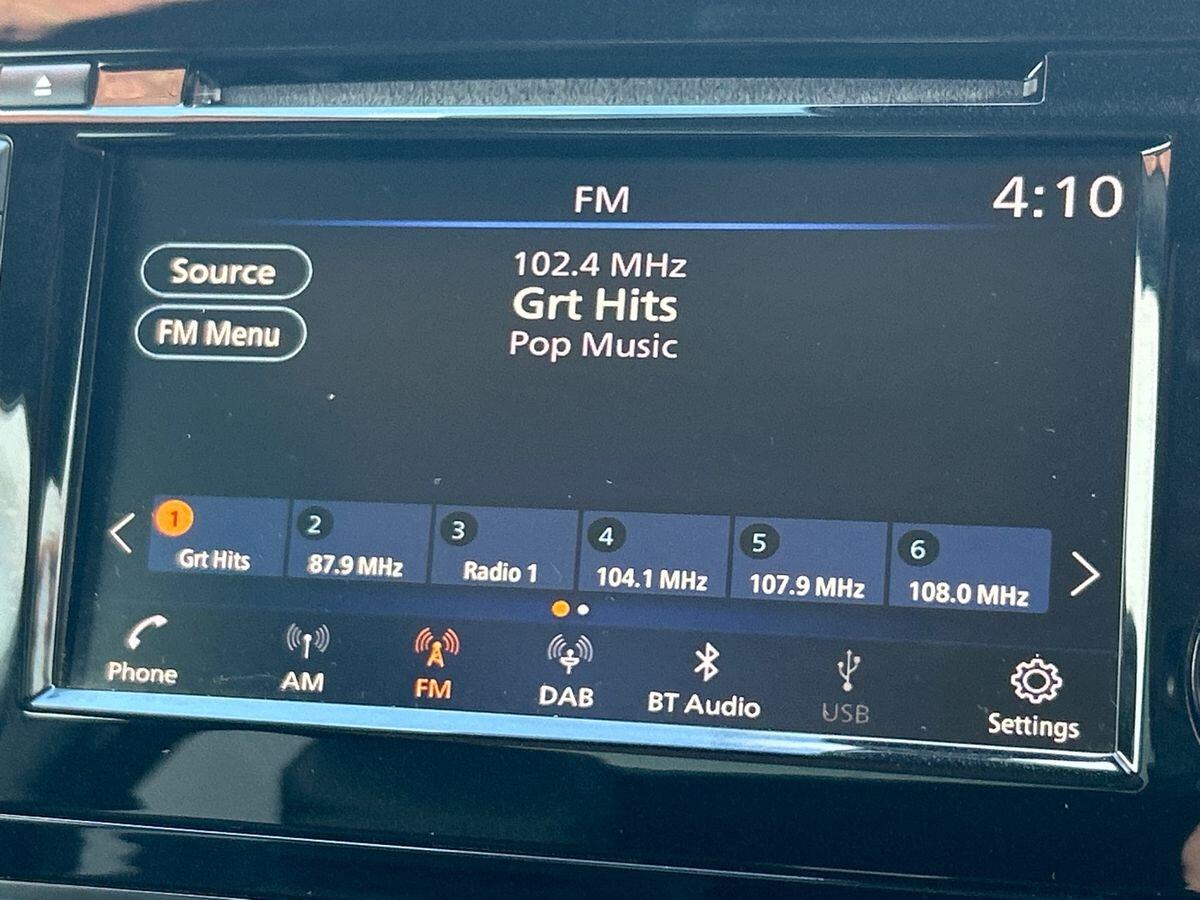 FM
4:10
Source
102.4 MHz
Grt Hits
FM Menu
Pop Music
1
Grt Hits
2
87.9 MHz
3
Radio 1
4
104.1 MHz
5
107.9 MHz
6
108.0 MHz
Phone
AM
FM
DAB
BT Audio
USB
Settings